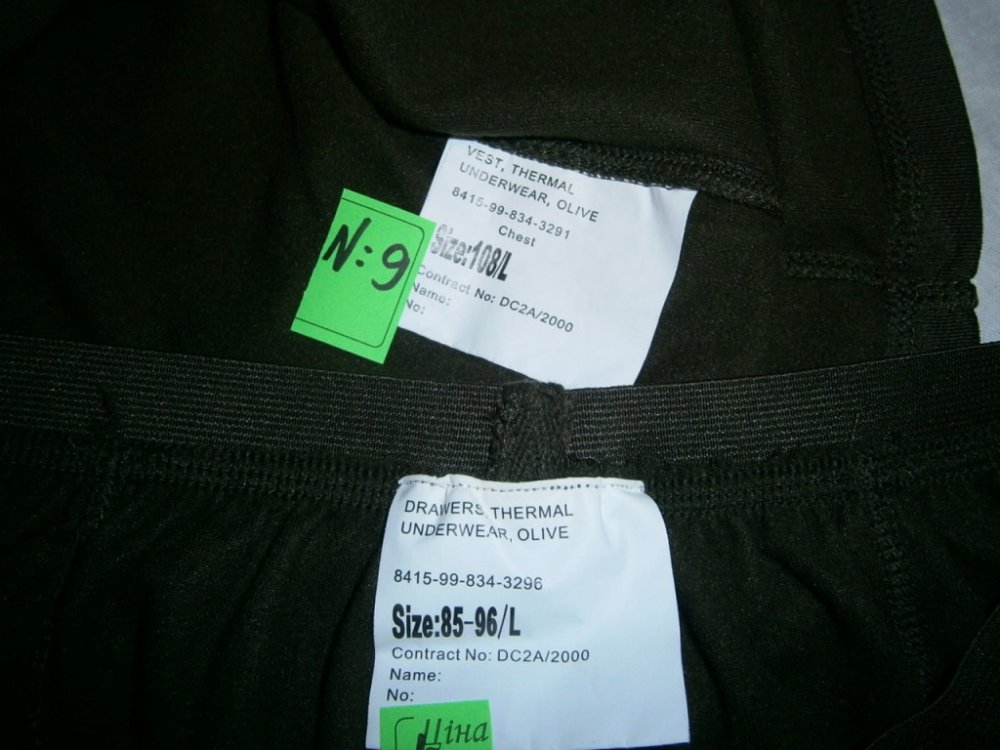 VEST, THERMAL
UNDERWEAR, OLIVE
8415-99-834-3291
Chest
Size:108/L
Contract No: DC2A/2000
Name:
No:
N:9
DRAWERS, THERMAL
UNDERWEAR, OLIVE
8415-99-834-3296
Size:85-96/L
Contract No: DC2A/2000
Name:
No:
Ціна